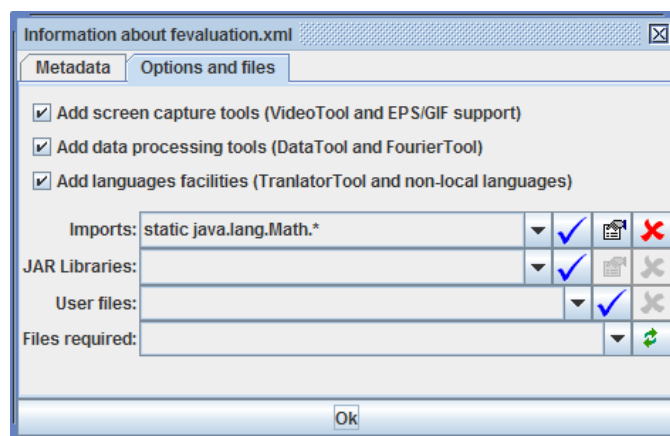 Information about fevaluation.xml
Metadata Options and files
Add screen capture tools (VideoTool and EPS/GIF support)
Add data processing tools (DataTool and FourierTool)
Add languages facilities (TranlatorTool and non-local languages)
Imports: static java.lang.Math.*
JAR Libraries:
User files:
Files required:
Ok